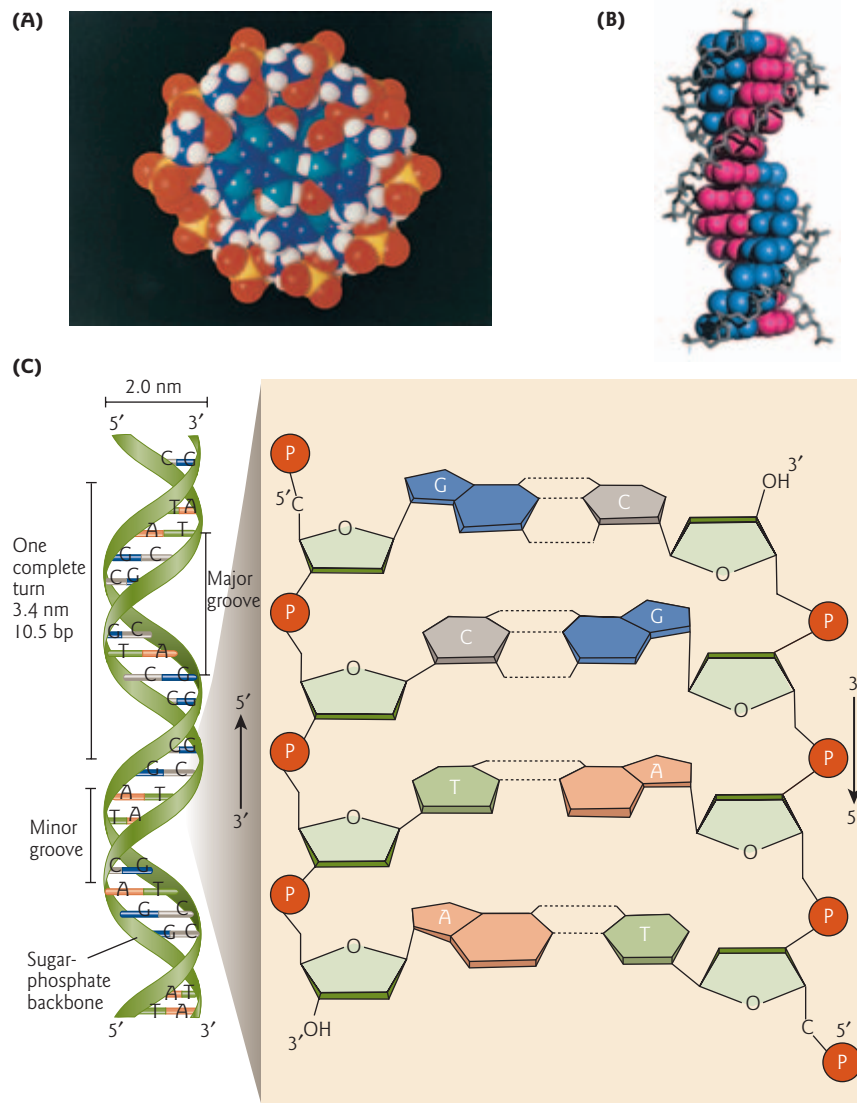 (A)
(B)
(C)
2.0 nm
5′ 3′
C G
T A
A T
G C
C G
G C
T A
C G
C G
G C
A T
T A
C G
A T
G C
G C
A T
T A
5′ 3′
One
complete
turn
3.4 nm
10.5 bp
Major
groove
Minor
groove
Sugar-
phosphate
backbone
5′
3′
P
5′ C
O
G
C
3′
OH
O
P
P
O
C
G
O
3
5
P
P
O
T
A
O
P
P
O
A
T
O
3′ OH
C
5′
P